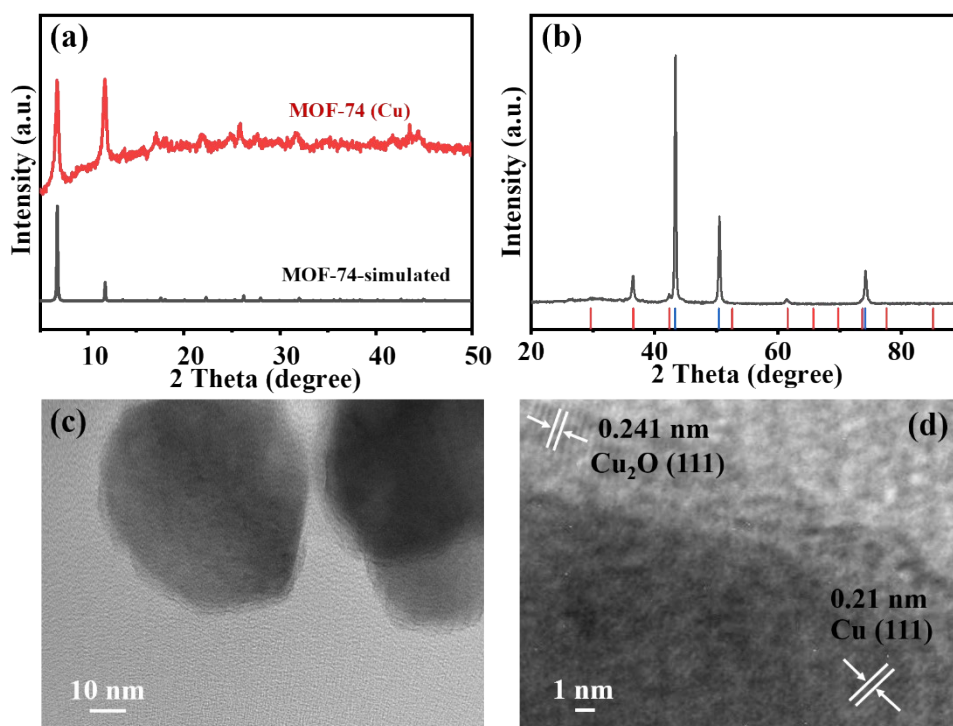 (a)
Intensity (a.u.)
MOF-74 (Cu)
MOF-74-simulated
10 20 30 40 50
2 Theta (degree)
(b)
Intensity (a.u.)
20 40 60 80
2 Theta (degree)
(c)
10 nm
(d)
0.241 nm
Cu₂O (111)
0.21 nm
Cu (111)
1 nm